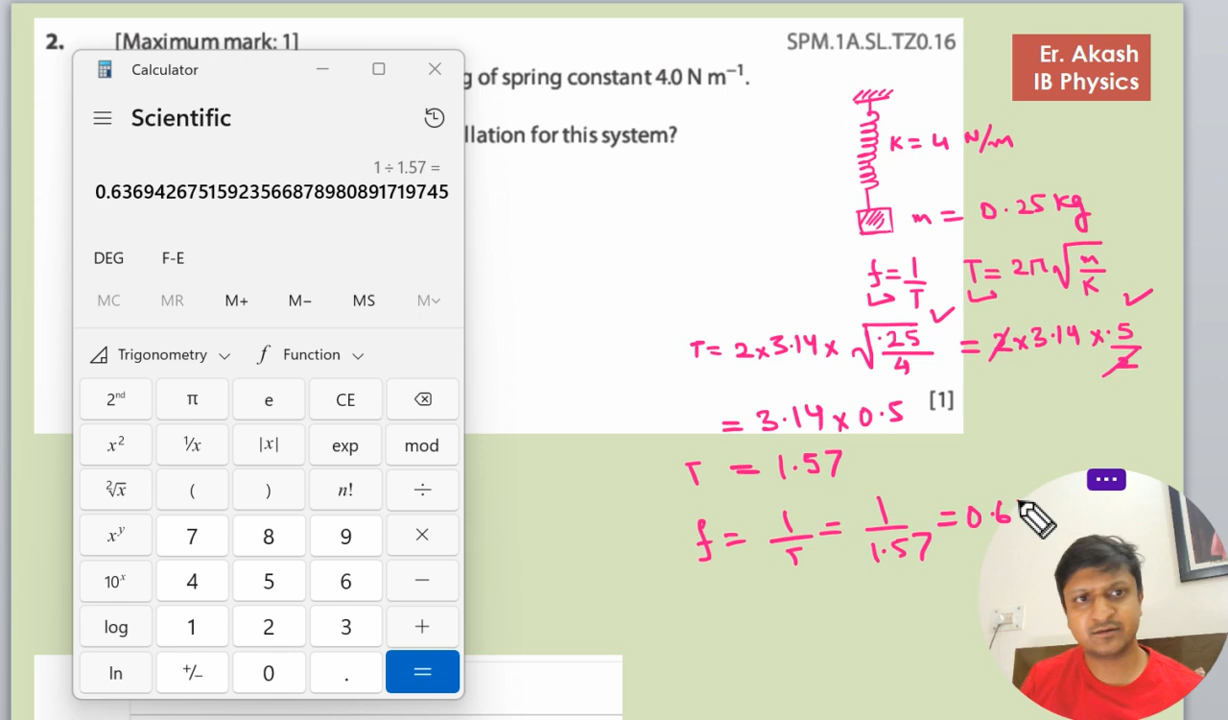 2. [Maximum mark: 1] SPM.1A.SL.TZ0.16
Er. Akash
IB Physics
g of spring constant 4.0 N m⁻¹.
llation for this system?
Calculator
Scientific
1 ÷ 1.57 =
0.63694267515923566878980891719745
DEG F-E
MC MR M+ M− MS M
Trigonometry f Function
2ⁿᵈ π e CE
x² ¹/x |x| exp mod
²√x ( ) n! ÷
xʸ 7 8 9 ×
10ˣ 4 5 6 −
log 1 2 3 +
ln +/− 0 . =
K = 4 N/m
m = 0.25 kg
f = 1/T T = 2π√(m/K)
T = 2×3.14× √(.25/4) = 2×3.14×.5/2
[1]
= 3.14×0.5
T = 1.57
f = 1/T = 1/1.57 = 0.6